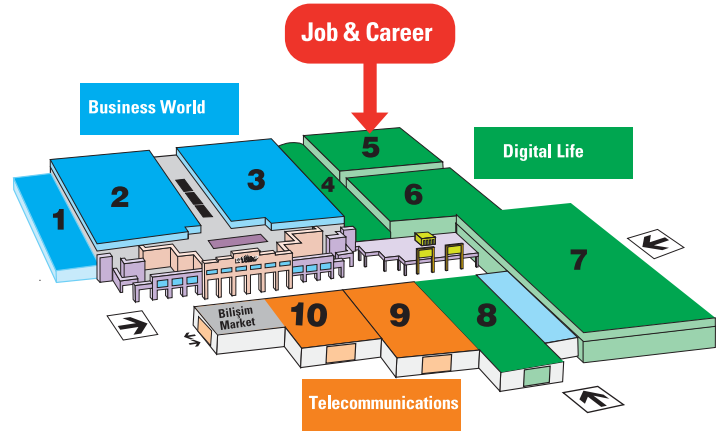 Job & Career
Business World
Digital Life
5
3
4
6
2
1
7
10
9
8
Bilişim
Market
Telecommunications